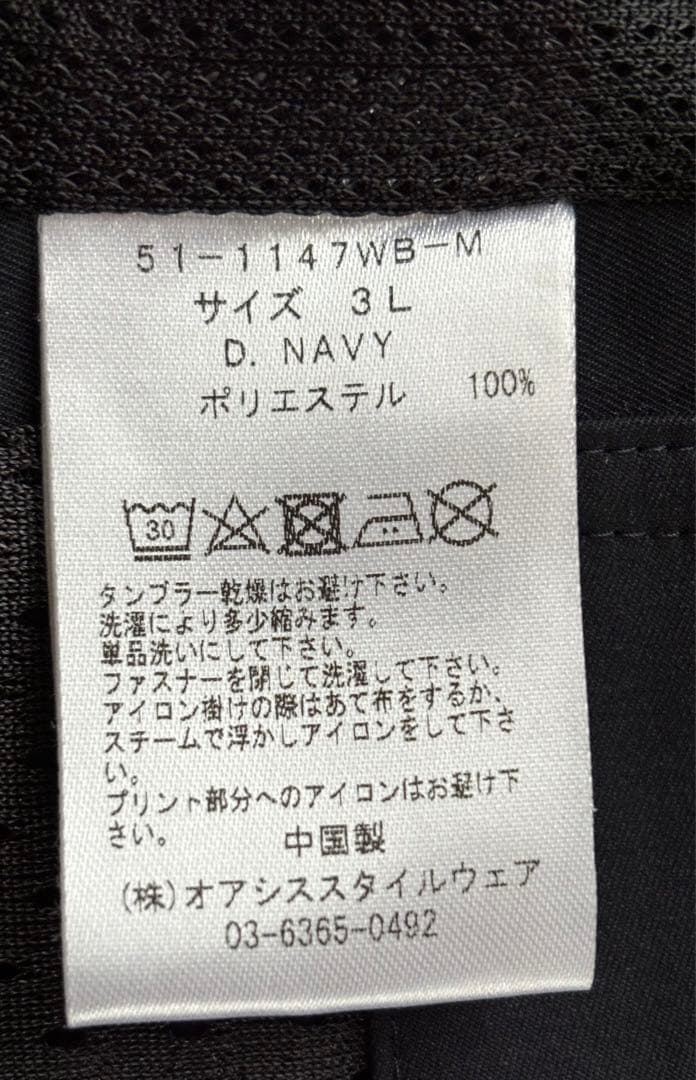 51-1147WB-M
サイズ 3L
D. NAVY
ポリエステル 100%
30
タンブラー乾燥はお避け下さい。
洗濯により多少縮みます。
単品洗いにして下さい。
ファスナーを閉じて洗濯して下さい。
アイロン掛けの際はあて布をするか、
スチームで浮かしアイロンをして下さ
い。
プリント部分へのアイロンはお避け下
さい。
中国製
(株)オアシススタイルウェア
03-6365-0492